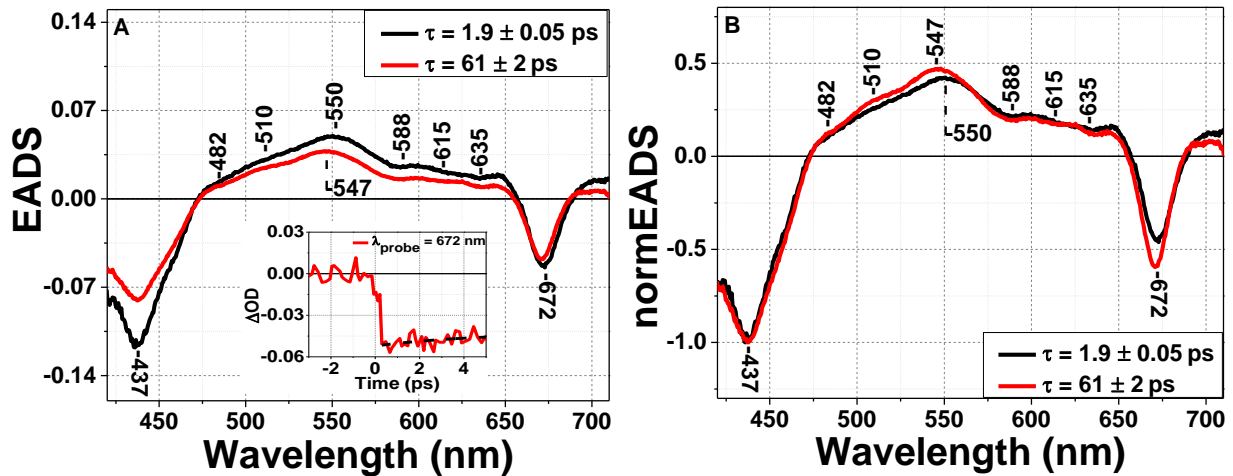 A
τ = 1.9 ± 0.05 ps
τ = 61 ± 2 ps
EADS
0.14
0.07
0.00
-0.07
-0.14
482
510
550
547
588
615
635
672
437
0.03
0.00
-0.03
-0.06
ΔOD
λprobe = 672 nm
-2 0 2 4
Time (ps)
450 500 550 600 650 700
Wavelength (nm)
B
normEADS
0.5
0.0
-0.5
-1.0
482
510
547
550
588
615
635
672
437
τ = 1.9 ± 0.05 ps
τ = 61 ± 2 ps
450 500 550 600 650 700
Wavelength (nm)